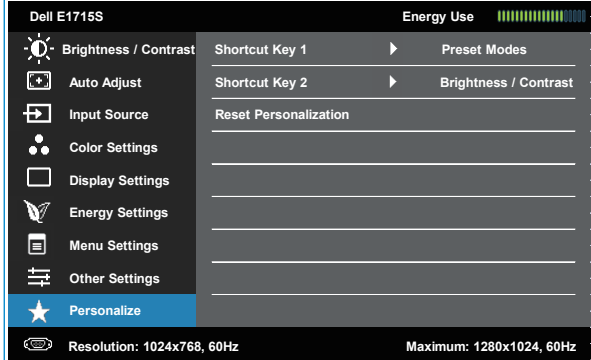 Dell E1715S Energy Use
Brightness / Contrast Shortcut Key 1 Preset Modes
Auto Adjust Shortcut Key 2 Brightness / Contrast
Input Source Reset Personalization
Color Settings
Display Settings
Energy Settings
Menu Settings
Other Settings
Personalize
Resolution: 1024x768, 60Hz Maximum: 1280x1024, 60Hz